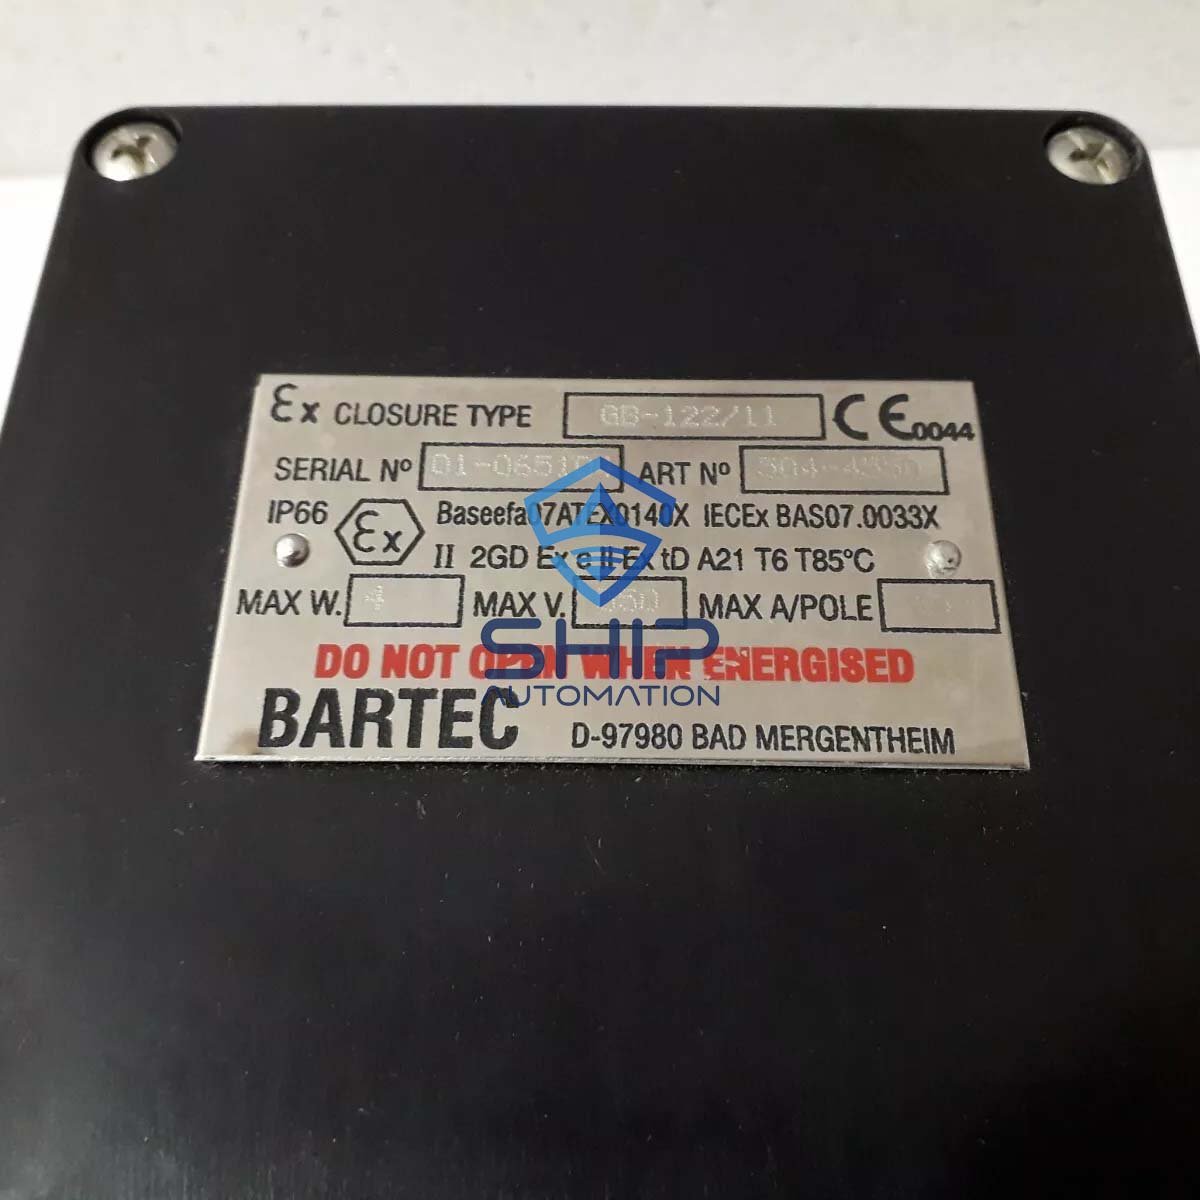 Ex CLOSURE TYPE GB-122/11 CE 0044
SERIAL Nº ART Nº
IP66 Ex Baseefa07ATEX0140X IECEx BAS07.0033X
II 2GD Ex e II Ex tD A21 T6 T85ºC
MAX W. 4 MAX V. MAX A/POLE
DO NOT OPEN WHEN ENERGISED
BARTEC D-97980 BAD MERGENTHEIM
SHIP
AUTOMATION